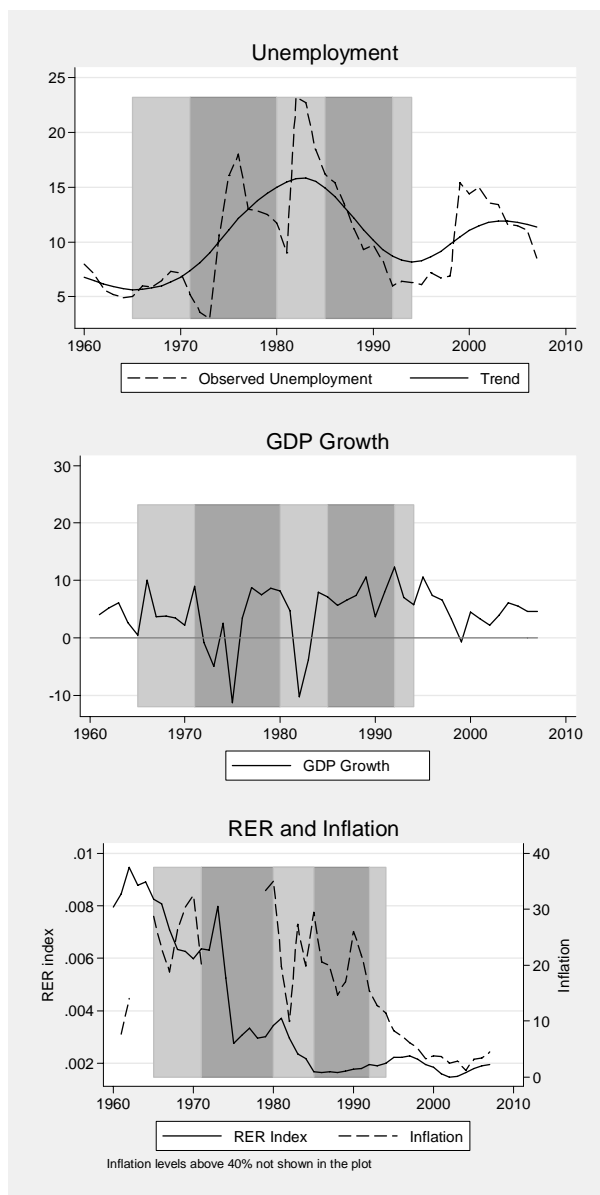 Unemployment
25
20
15
10
5
1960 1970 1980 1990 2000 2010
Observed Unemployment Trend
GDP Growth
30
20
10
0
-10
1960 1970 1980 1990 2000 2010
GDP Growth
RER and Inflation
.01 40
.008 30
.006 20
.004 10
.002 0
RER index
Inflation
1960 1970 1980 1990 2000 2010
RER Index Inflation
Inflation levels above 40% not shown in the plot